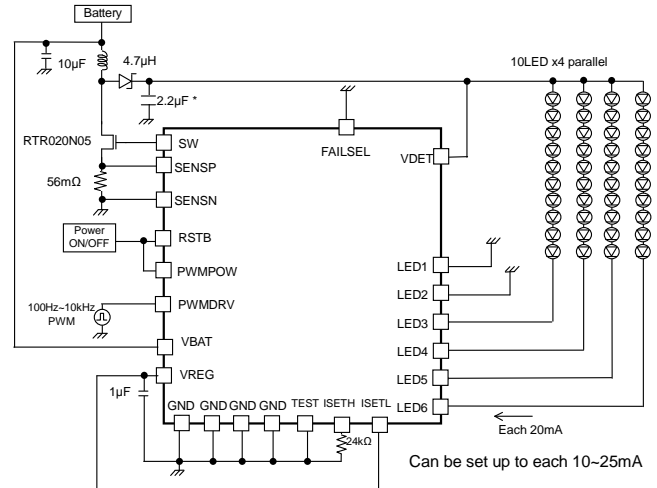 Battery
10µF
4.7µH
2.2µF *
10LED x4 parallel
RTR020N05
56mΩ
SW
FAILSEL
VDET
SENSP
SENSN
Power
ON/OFF
RSTB
PWMPOW
100Hz~10kHz
PWM
PWMDRV
VBAT
VREG
1µF
LED1
LED2
LED3
LED4
LED5
LED6
GND GND GND GND TEST ISETH ISETL
24kΩ
Each 20mA
Can be set up to each 10~25mA